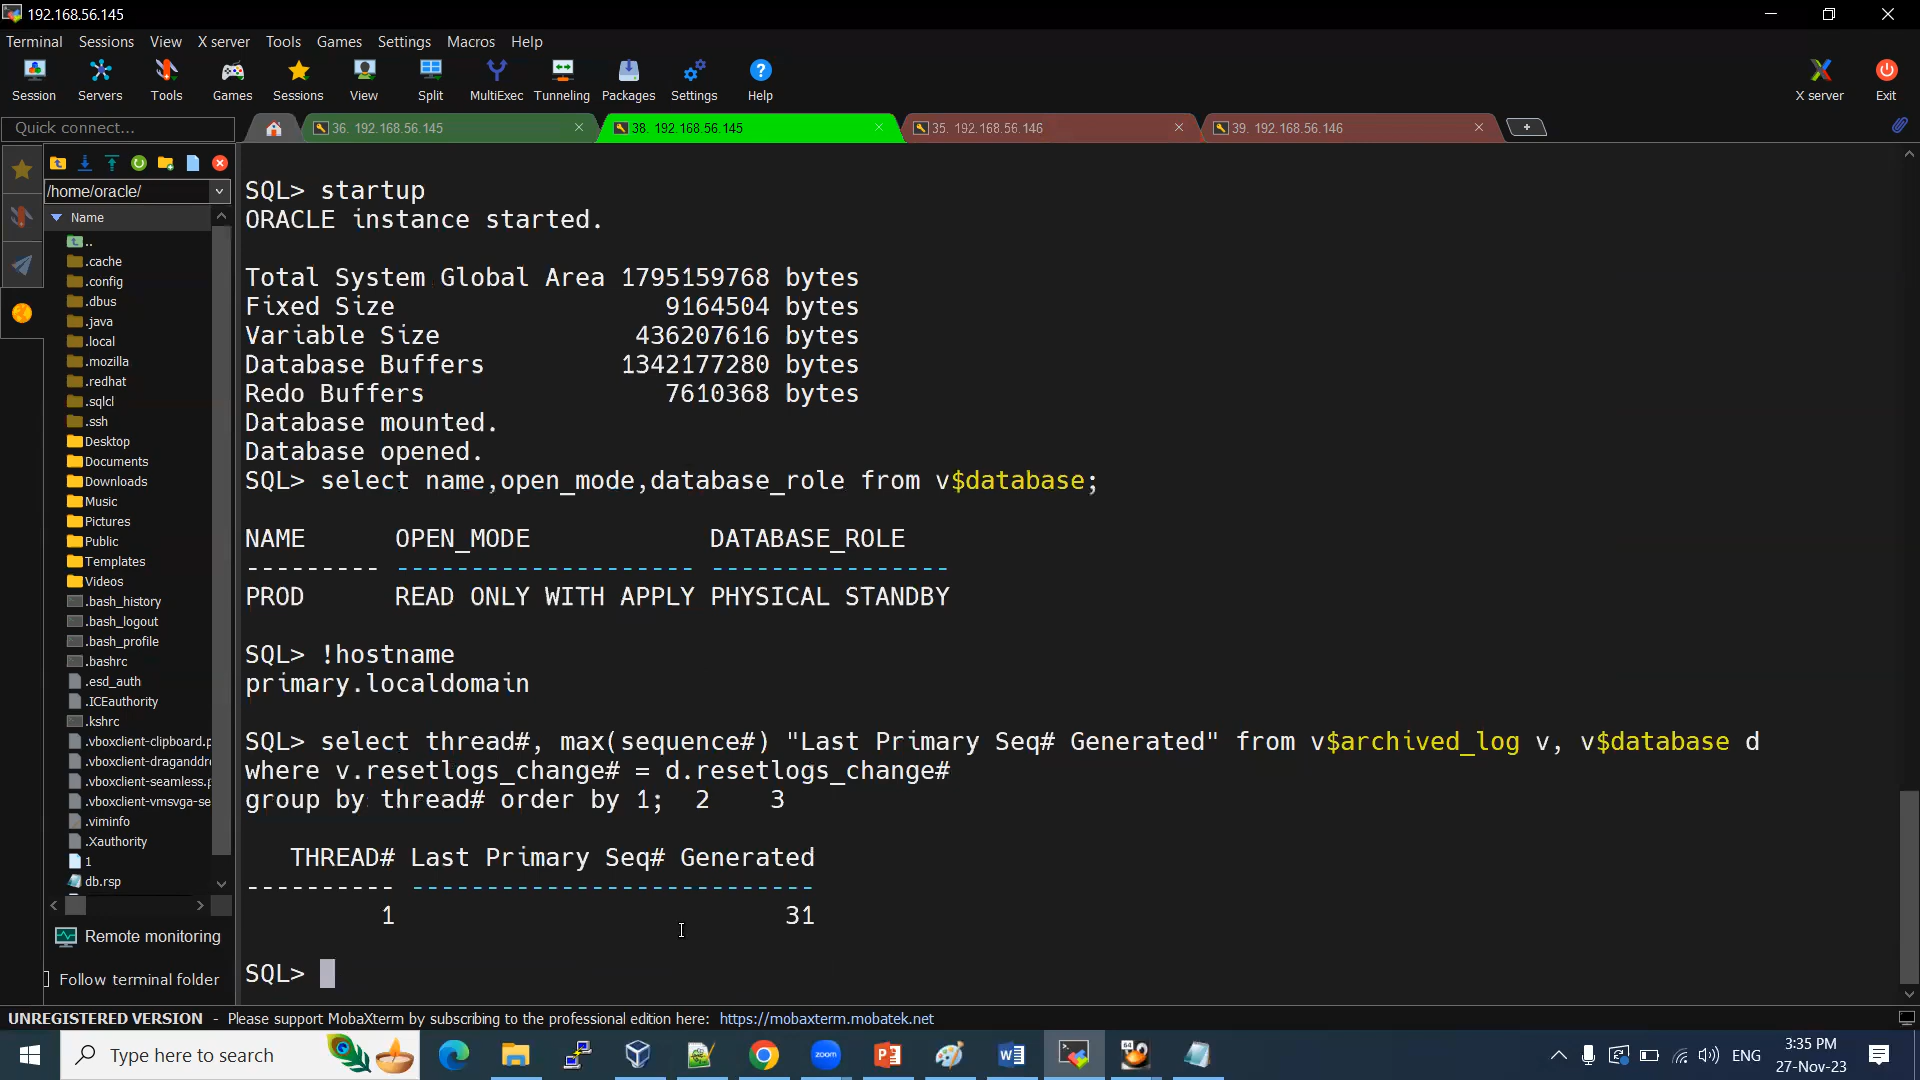 192.168.56.145
Terminal Sessions View X server Tools Games Settings Macros Help
Session Servers Tools Games Sessions View Split MultiExec Tunneling Packages Settings Help X server Exit
Quick connect...
36. 192.168.56.145
38. 192.168.56.145
35. 192.168.56.146
39. 192.168.56.146
/home/oracle/
Name
..
.cache
.config
.dbus
.java
.local
.mozilla
.redhat
.sqlcl
.ssh
Desktop
Documents
Downloads
Music
Pictures
Public
Templates
Videos
.bash_history
.bash_logout
.bash_profile
.bashrc
.esd_auth
.ICEauthority
.kshrc
.vboxclient-clipboard.p
.vboxclient-draganddr
.vboxclient-seamless.p
.vboxclient-vmsvga-se
.viminfo
.Xauthority
1
db.rsp
Remote monitoring
Follow terminal folder
SQL> startup
ORACLE instance started.
Total System Global Area 1795159768 bytes
Fixed Size 9164504 bytes
Variable Size 436207616 bytes
Database Buffers 1342177280 bytes
Redo Buffers 7610368 bytes
Database mounted.
Database opened.
SQL> select name,open_mode,database_role from v$database;
NAME OPEN_MODE DATABASE_ROLE
--------- -------------------- ----------------
PROD READ ONLY WITH APPLY PHYSICAL STANDBY
SQL> !hostname
primary.localdomain
SQL> select thread#, max(sequence#) "Last Primary Seq# Generated" from v$archived_log v, v$database d
where v.resetlogs_change# = d.resetlogs_change#
group by thread# order by 1; 2 3
THREAD# Last Primary Seq# Generated
---------- ---------------------------
1 31
SQL>
UNREGISTERED VERSION - Please support MobaXterm by subscribing to the professional edition here: https://mobaxterm.mobatek.net
Type here to search
zoom
ENG
3:35 PM
27-Nov-23